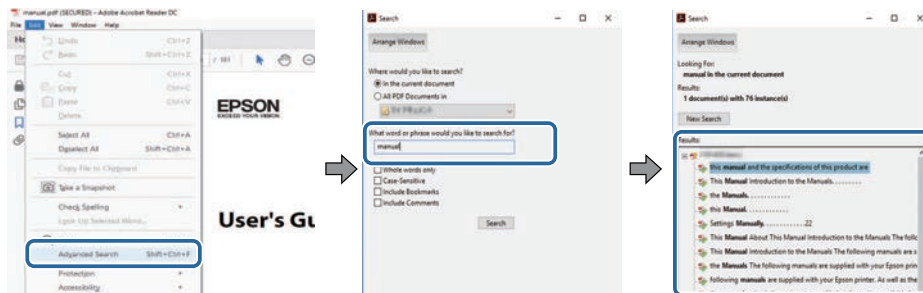 manual.pdf (SECURED) - Adobe Acrobat Reader DC
File Edit View Window Help
Undo Ctrl+Z
Redo Shift+Ctrl+Z
Cut Ctrl+X
Copy Ctrl+C
Paste Ctrl+V
Delete
Select All Ctrl+A
Deselect All Shift+Ctrl+A
Copy File to Clipboard
Take a Snapshot
Check Spelling
Look Up Selected Word...
Advanced Search Shift+Ctrl+F
Protection
Accessibility
/ 181
EPSON
EXCEED YOUR VISION
User's Gu
Search
Arrange Windows
Where would you like to search?
In the current document
All PDF Documents in
What word or phrase would you like to search for?
manual
Whole words only
Case-Sensitive
Include Bookmarks
Include Comments
Search
Search
Arrange Windows
Looking For:
manual in the current document
Results:
1 document(s) with 76 instance(s)
New Search
Results:
this manual and the specifications of this product are
This Manual Introduction to the Manuals. . . . . . . . .
the Manuals. . . . . . . . . . . . .
this Manual. . . . . . . . . . . . .
Settings Manually. . . . . . . . . . . . .22
This Manual About This Manual Introduction to the Manuals The follc
This Manual Introduction to the Manuals The following manuals are s
the Manuals The following manuals are supplied with your Epson prin
following manuals are supplied with your Epson printer. As well as the